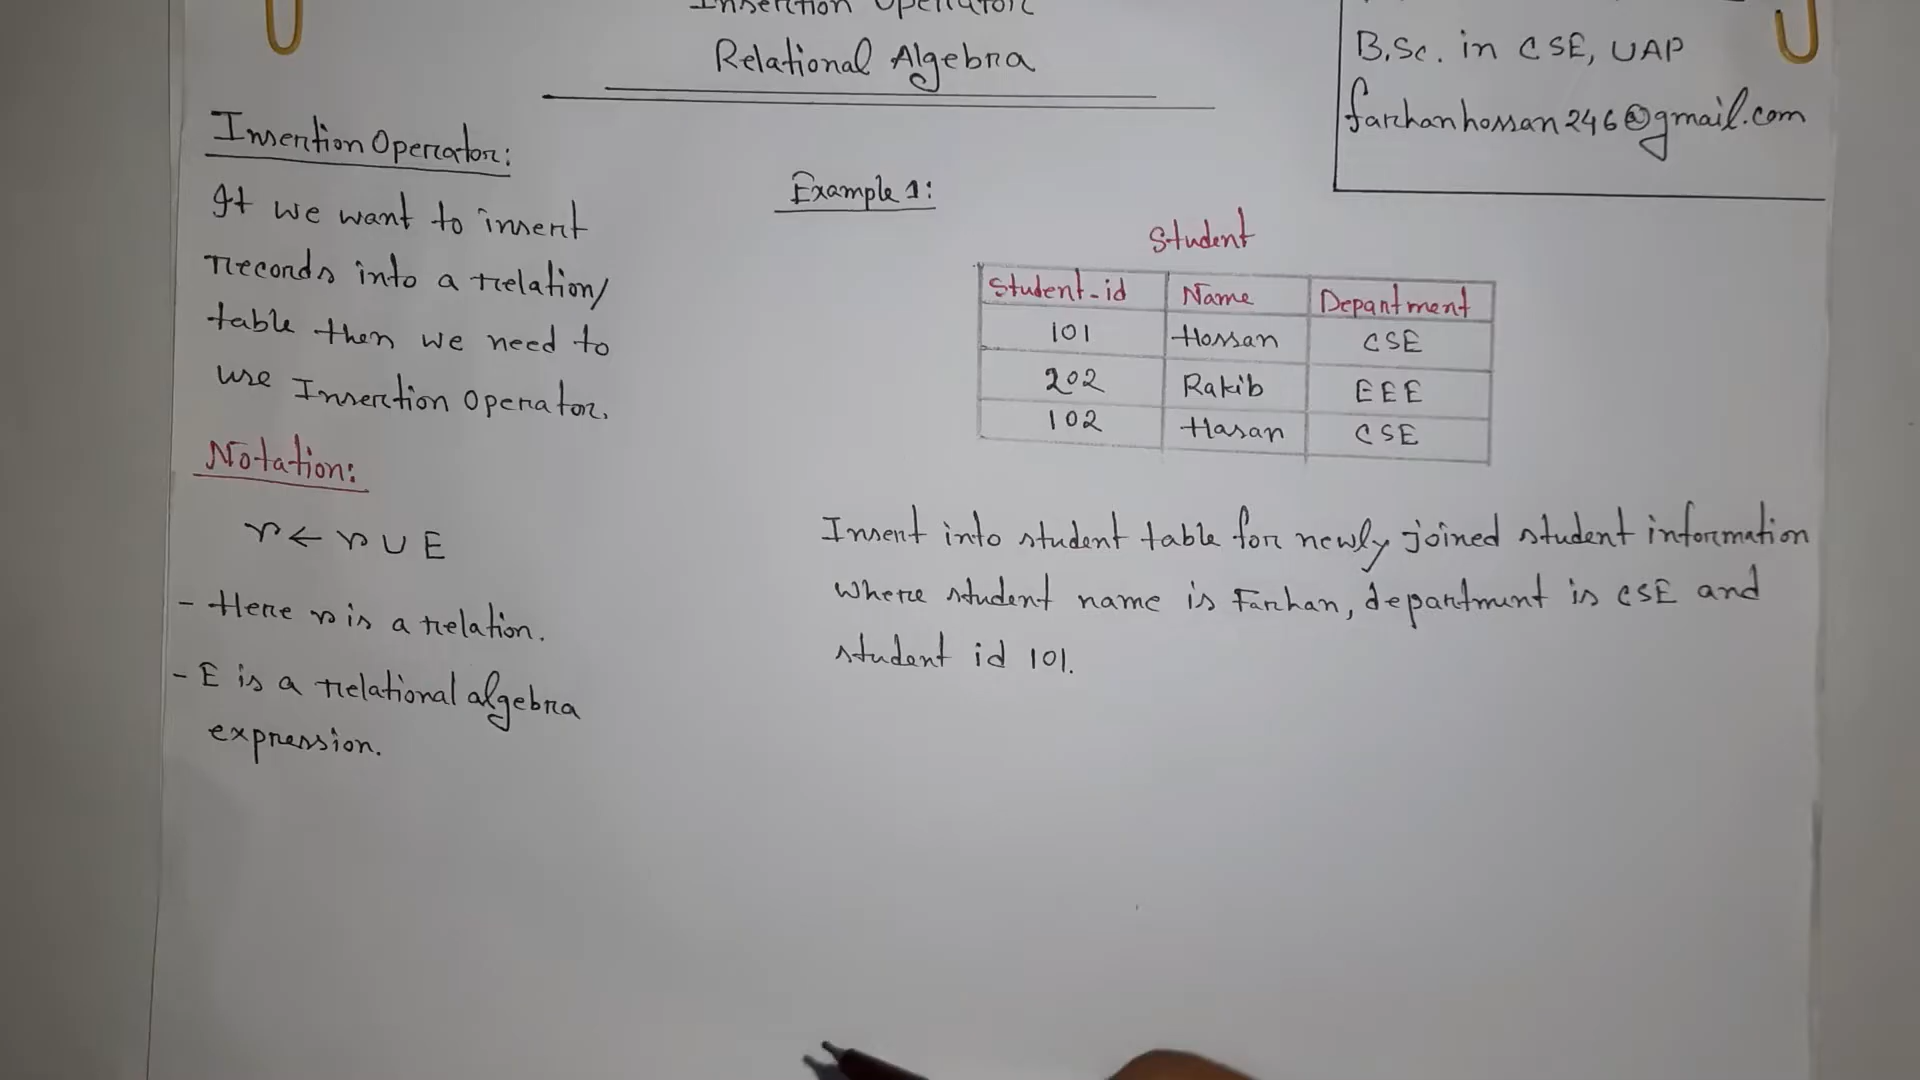 Insertion Operator
Relational Algebra
B.Sc. in CSE, UAP
farhanhossan246@gmail.com
Insertion Operator:
If we want to insert
records into a relation/
table then we need to
use Insertion Operator.
Notation:
r ← r ∪ E
- Here r is a relation.
- E is a relational algebra
expression.
Example 1:
Student
Student-id Name Department
101 Hossan CSE
202 Rakib EEE
102 Hasan CSE
Insert into student table for newly joined student information
where student name is Farhan, department is CSE and
student id 101.